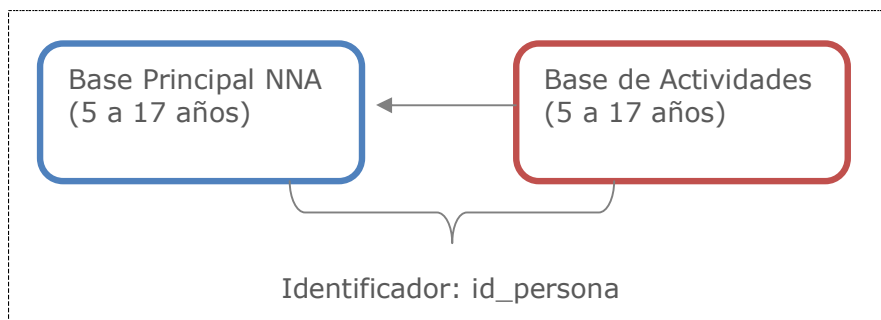 Base Principal NNA
(5 a 17 años)
Base de Actividades
(5 a 17 años)
Identificador: id_persona